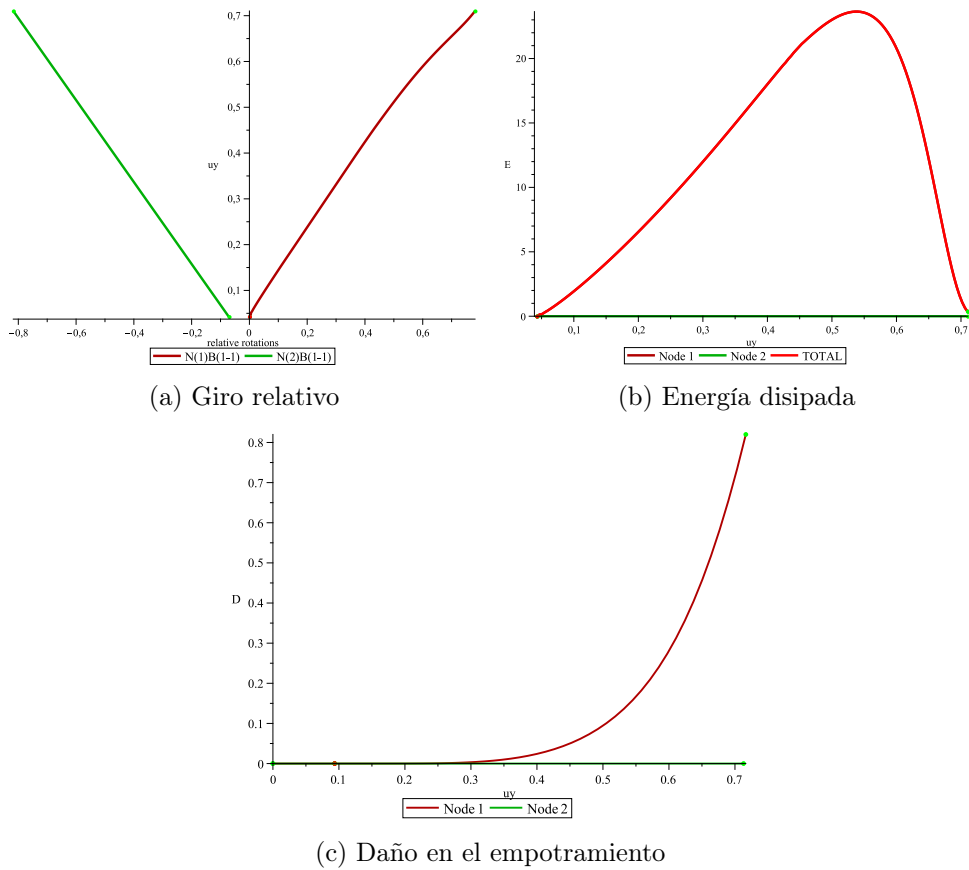 0,7
0,6
0,5
uy
0,4
0,3
0,2
0,1
−0,8 −0,6 −0,4 −0,2 0 0,2 0,4 0,6
relative rotations
N(1)B(1-1) N(2)B(1-1)
(a) Giro relativo
20
15
E
10
5
0
0,1 0,2 0,3 0,4 0,5 0,6 0,7
uy
Node 1 Node 2 TOTAL
(b) Energía disipada
0.8
0.7
0.6
0.5
D
0.4
0.3
0.2
0.1
0
0 0.1 0.2 0.3 0.4 0.5 0.6 0.7
uy
Node 1 Node 2
(c) Daño en el empotramiento